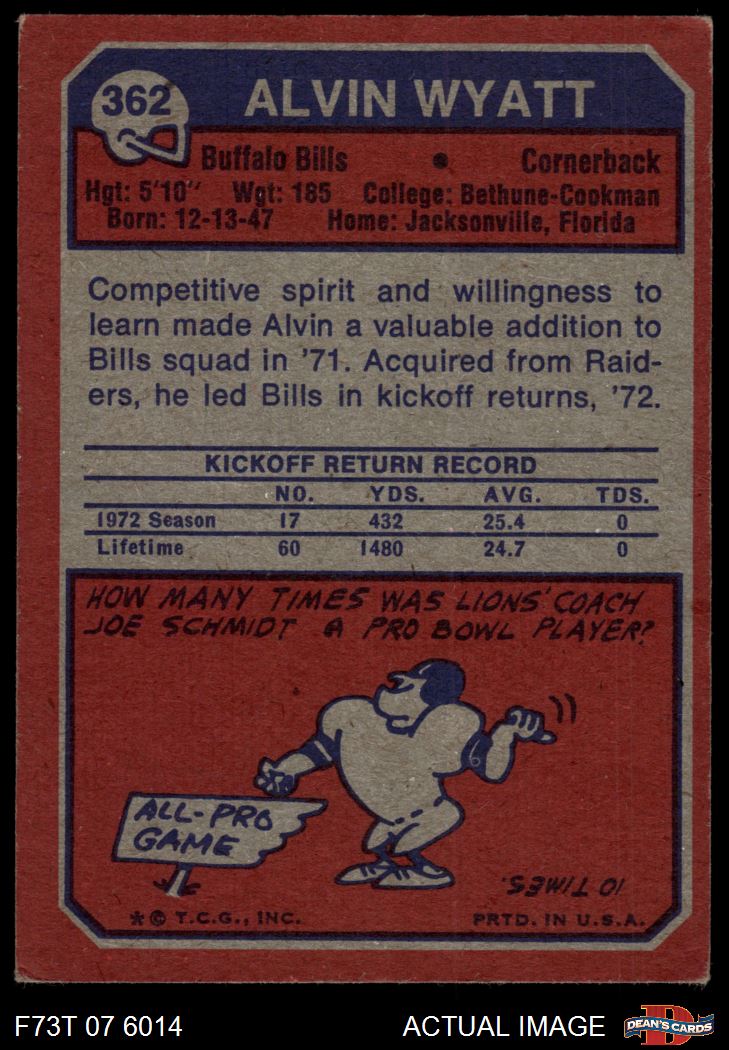 362
ALVIN WYATT
Buffalo Bills • Cornerback
Hgt: 5'10" Wgt: 185 College: Bethune-Cookman
Born: 12-13-47 Home: Jacksonville, Florida
Competitive spirit and willingness to
learn made Alvin a valuable addition to
Bills squad in '71. Acquired from Raid-
ers, he led Bills in kickoff returns, '72.
KICKOFF RETURN RECORD
NO. YDS. AVG. TDS.
1972 Season 17 432 25.4 0
Lifetime 60 1480 24.7 0
HOW MANY TIMES WAS LIONS' COACH
JOE SCHMIDT A PRO BOWL PLAYER?
ALL-PRO
GAME
10 TIMES.
* © T.C.G., INC. PRTD. IN U.S.A.
F73T 07 6014 ACTUAL IMAGE
D
DEAN'S CARDS